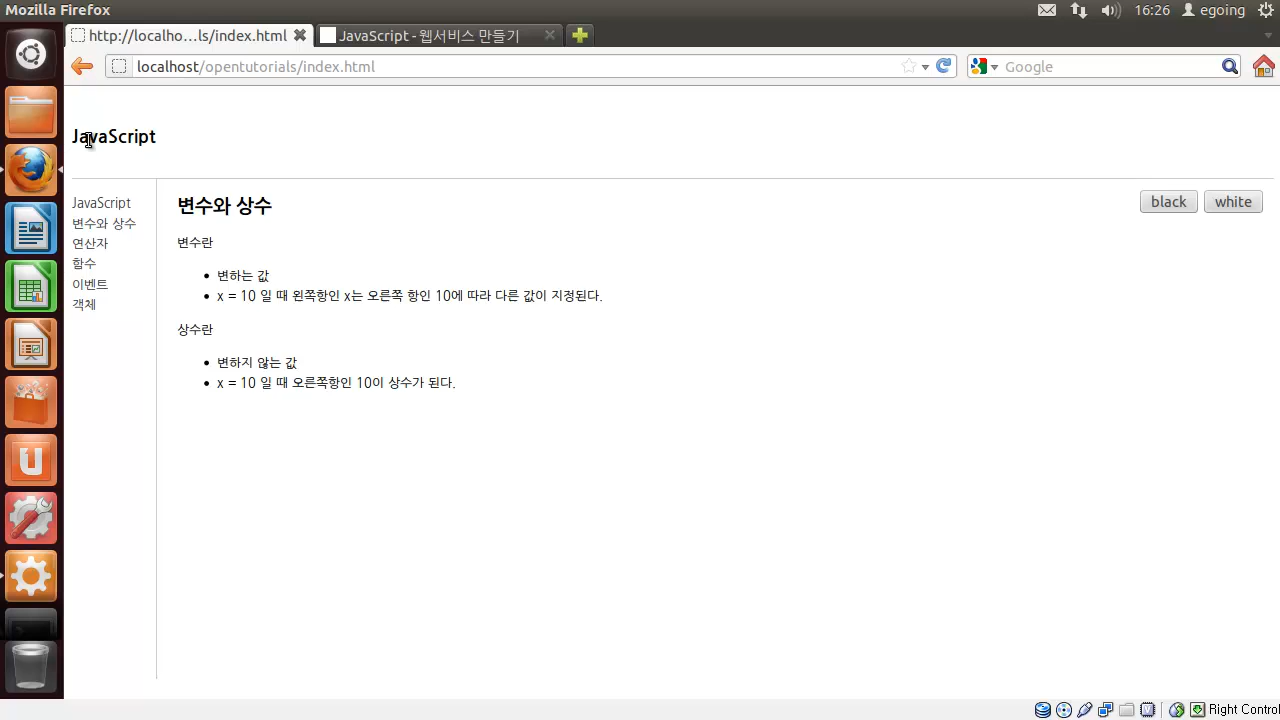 Mozilla Firefox
16:26
egoing
http://localho...ls/index.html
JavaScript - 웹서비스 만들기
localhost/opentutorials/index.html
Google
JavaScript
JavaScript
변수와 상수
연산자
함수
이벤트
객체
변수와 상수
black
white
변수란
변하는 값
x = 10 일 때 왼쪽항인 x는 오른쪽 항인 10에 따라 다른 값이 지정된다.
상수란
변하지 않는 값
x = 10 일 때 오른쪽항인 10이 상수가 된다.
Right Control